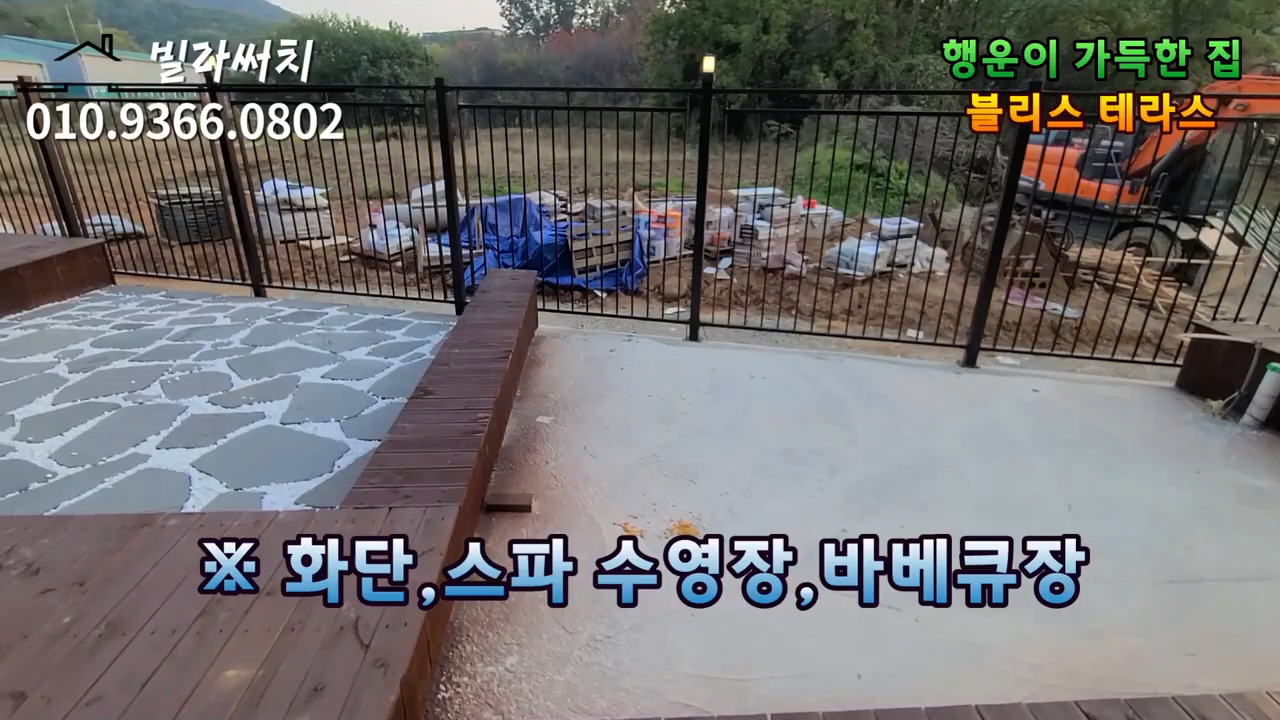 빌라써치
010.9366.0802
행운이 가득한 집
블리스 테라스
※ 화단,스파 수영장,바베큐장